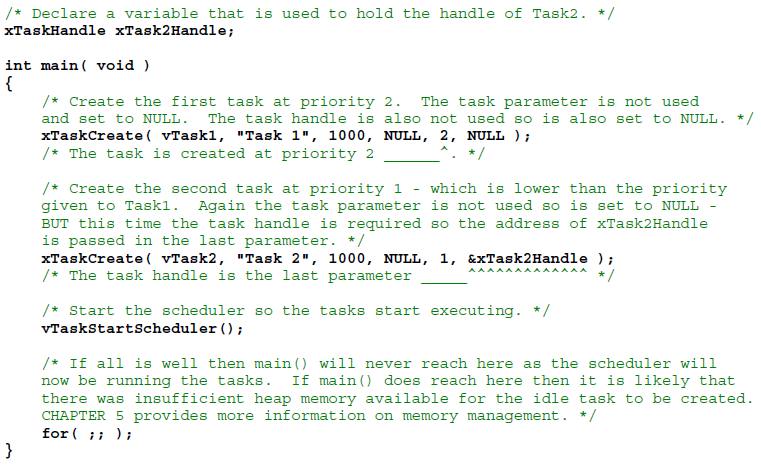 /* Declare a variable that is used to hold the handle of Task2. */
xTaskHandle xTask2Handle;
int main( void )
{
/* Create the first task at priority 2.  The task parameter is not used
and set to NULL.  The task handle is also not used so is also set to NULL. */
xTaskCreate( vTask1, "Task 1", 1000, NULL, 2, NULL );
/* The task is created at priority 2 ______^. */
/* Create the second task at priority 1 - which is lower than the priority
given to Task1.  Again the task parameter is not used so is set to NULL -
BUT this time the task handle is required so the address of xTask2Handle
is passed in the last parameter. */
xTaskCreate( vTask2, "Task 2", 1000, NULL, 1, &xTask2Handle );
/* The task handle is the last parameter _____^^^^^^^^^^^^^ */
/* Start the scheduler so the tasks start executing. */
vTaskStartScheduler();
/* If all is well then main() will never reach here as the scheduler will
now be running the tasks.  If main() does reach here then it is likely that
there was insufficient heap memory available for the idle task to be created.
CHAPTER 5 provides more information on memory management. */
for( ;; );
}